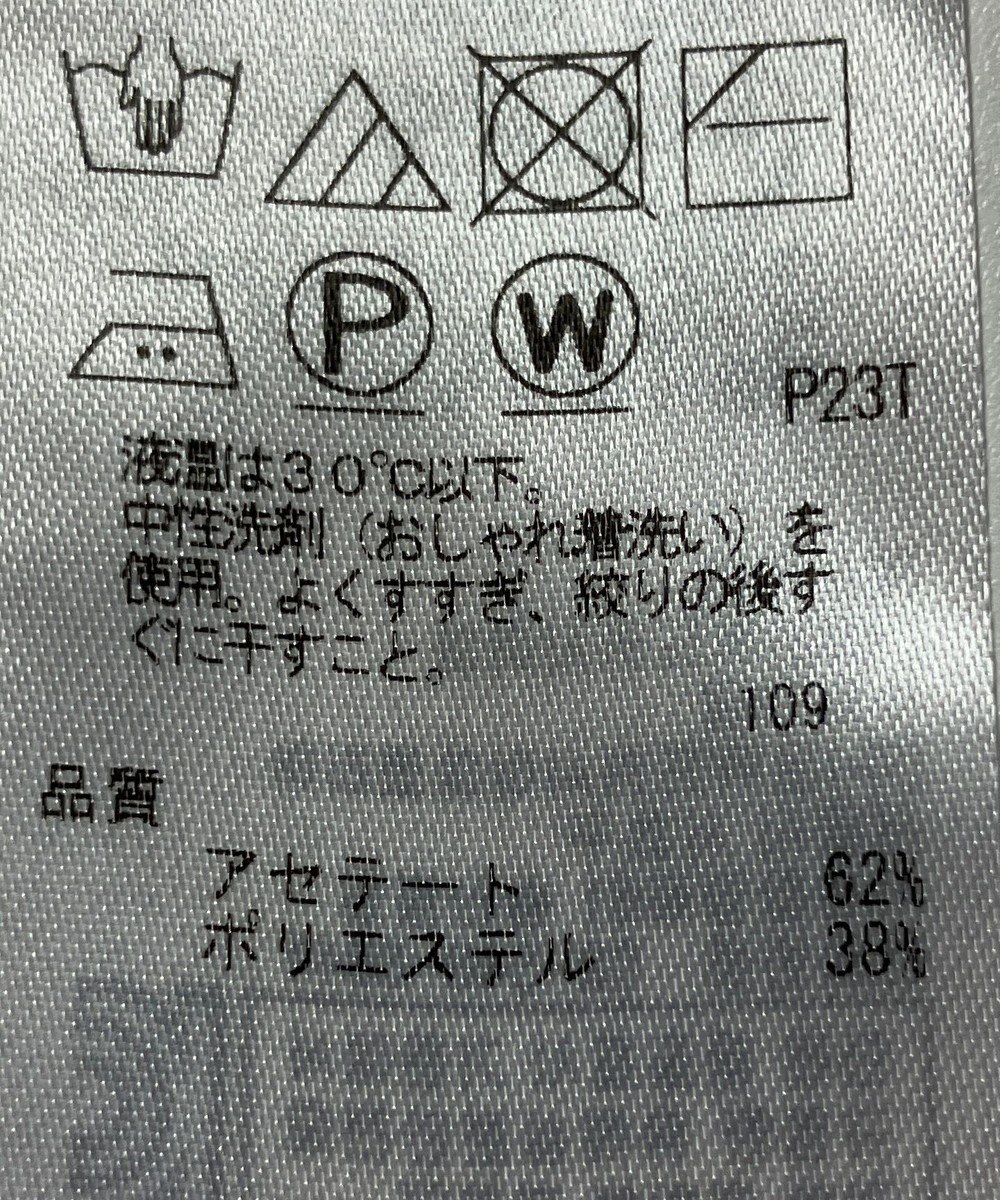 P
W
P23T
液温は30℃以下。
中性洗剤(おしゃれ着洗い)を
使用。よくすすぎ、絞りの後す
ぐに干すこと。
109
品質
アセテート 62%
ポリエステル 38%